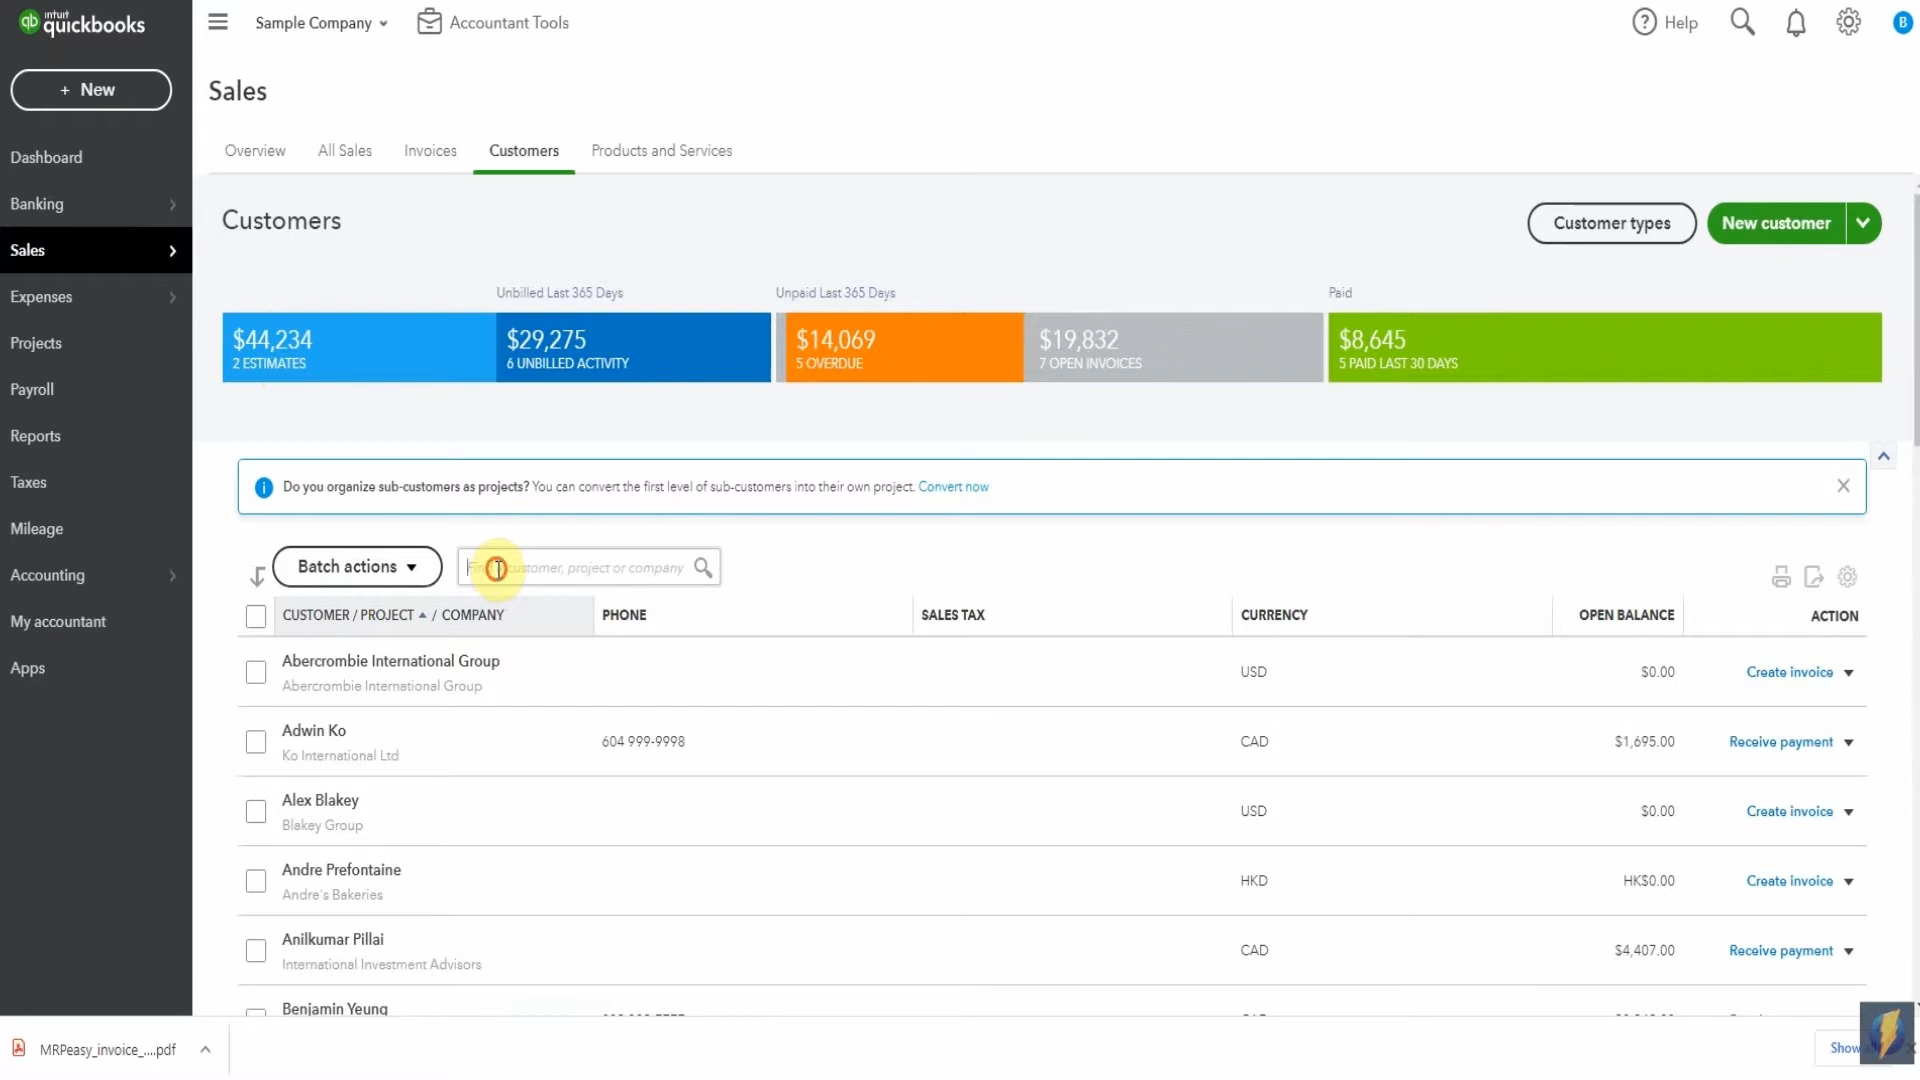 intuit
quickbooks
Sample Company
Accountant Tools
Help
B
+ New
Sales
Dashboard
Banking
Sales
Expenses
Projects
Payroll
Reports
Taxes
Mileage
Accounting
My accountant
Apps
Overview
All Sales
Invoices
Customers
Products and Services
Customers
Customer types
New customer
Unbilled Last 365 Days
Unpaid Last 365 Days
Paid
$44,234
2 ESTIMATES
$29,275
6 UNBILLED ACTIVITY
$14,069
5 OVERDUE
$19,832
7 OPEN INVOICES
$8,645
5 PAID LAST 30 DAYS
Do you organize sub-customers as projects? You can convert the first level of sub-customers into their own project. Convert now
Batch actions
Find a customer, project or company
CUSTOMER / PROJECT / COMPANY
PHONE
SALES TAX
CURRENCY
OPEN BALANCE
ACTION
Abercrombie International Group
Abercrombie International Group
USD
$0.00
Create invoice
Adwin Ko
Ko International Ltd
604 999-9998
CAD
$1,695.00
Receive payment
Alex Blakey
Blakey Group
USD
$0.00
Create invoice
Andre Prefontaine
Andre's Bakeries
HKD
HK$0.00
Create invoice
Anilkumar Pillai
International Investment Advisors
CAD
$4,407.00
Receive payment
Benjamin Yeung
MRPeasy_invoice_....pdf
Show